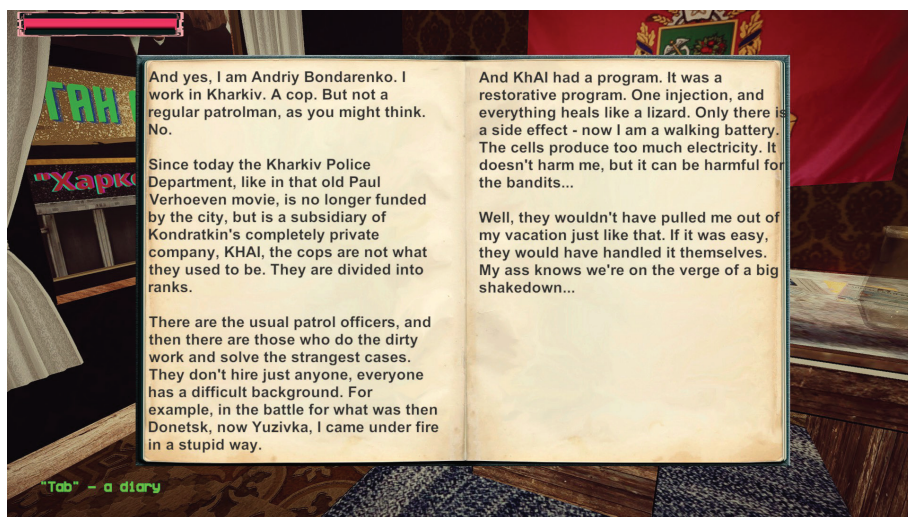 ГАН
"Харк
And yes, I am Andriy Bondarenko. I
work in Kharkiv. A cop. But not a
regular patrolman, as you might think.
No.
Since today the Kharkiv Police
Department, like in that old Paul
Verhoeven movie, is no longer funded
by the city, but is a subsidiary of
Kondratkin's completely private
company, KHAI, the cops are not what
they used to be. They are divided into
ranks.
There are the usual patrol officers, and
then there are those who do the dirty
work and solve the strangest cases.
They don't hire just anyone, everyone
has a difficult background. For
example, in the battle for what was then
Donetsk, now Yuzivka, I came under fire
in a stupid way.
And KhAI had a program. It was a
restorative program. One injection, and
everything heals like a lizard. Only there is
a side effect - now I am a walking battery.
The cells produce too much electricity. It
doesn't harm me, but it can be harmful for
the bandits...
Well, they wouldn't have pulled me out of
my vacation just like that. If it was easy,
they would have handled it themselves.
My ass knows we're on the verge of a big
shakedown...
"Tab" - a diary